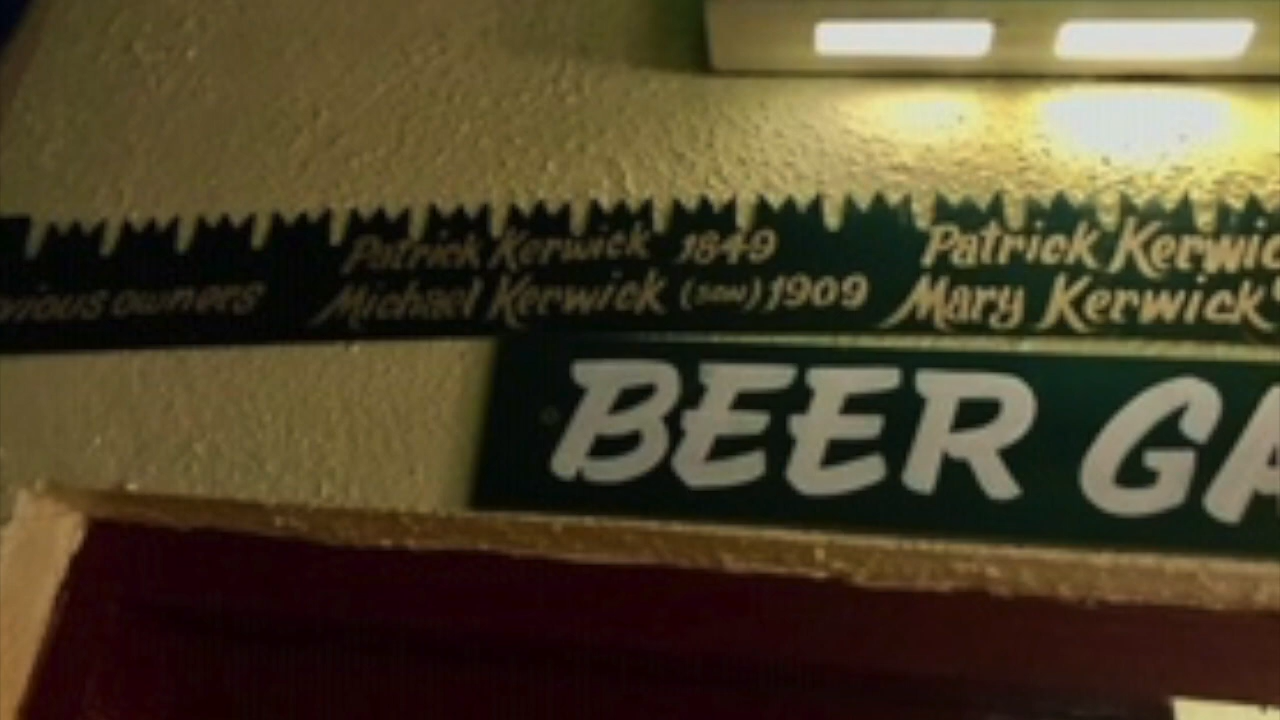 vious owners
Patrick Kerwick 1849
Michael Kerwick (son) 1909
Patrick Kerwic
Mary Kerwick
BEER GA